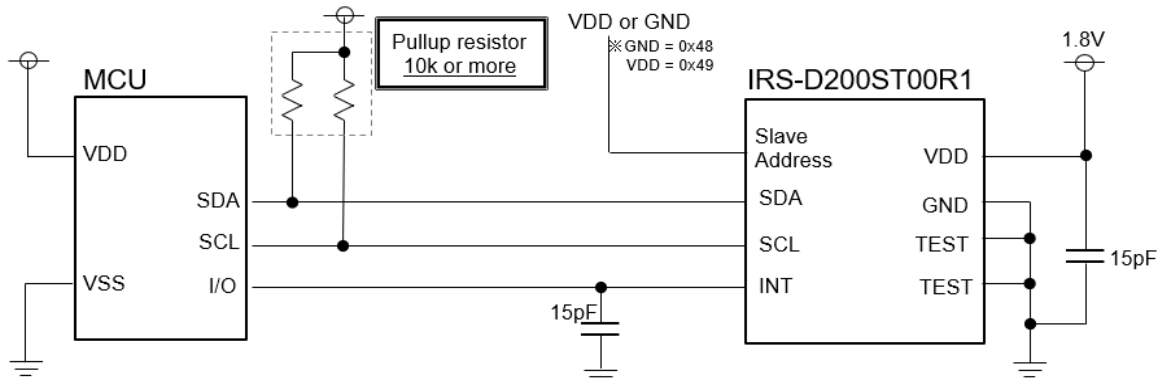 VDD or GND
※GND = 0x48
VDD = 0x49
Pullup resistor
10k or more
1.8V
MCU
IRS-D200ST00R1
VDD
SDA
SCL
VSS
I/O
Slave
Address
VDD
SDA
GND
SCL
TEST
INT
TEST
15pF
15pF